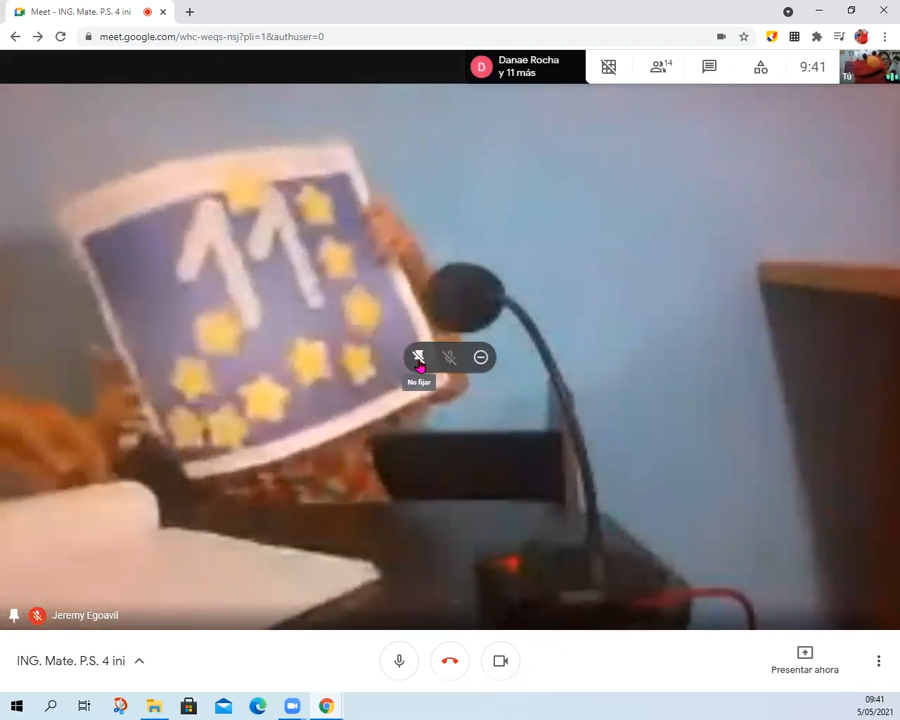 Meet - ING. Mate. P.S. 4 ini
meet.google.com/whc-weqs-nsj?pli=1&authuser=0
D
Danae Rocha
y 11 más
14
9:41
Tú
11
No fijar
Jeremy Egoavil
ING. Mate. P.S. 4 ini
Presentar ahora
09:41
5/05/2021